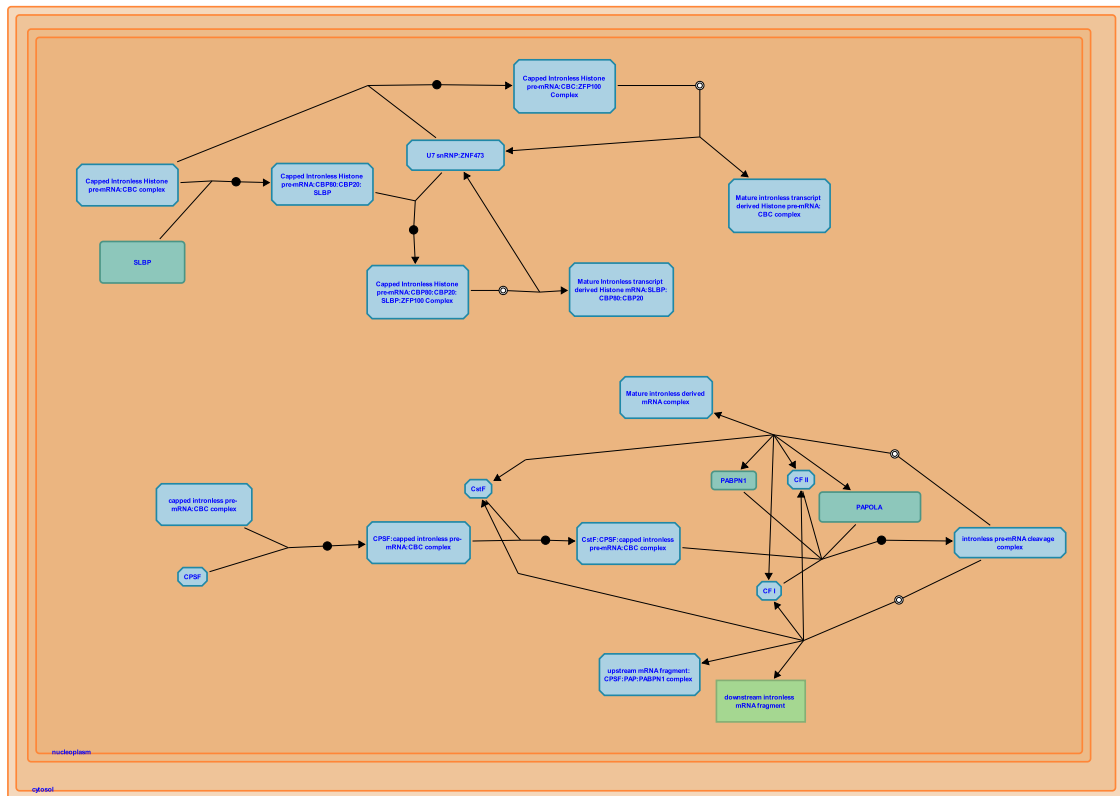 Capped Intronless Histone
pre-mRNA:CBC:ZFP100
Complex
U7 snRNP:ZNF473
Capped Intronless Histone
pre-mRNA:CBC complex
Capped Intronless Histone
pre-mRNA:CBP80:CBP20:
SLBP
Mature intronless transcript
derived Histone pre-mRNA:
CBC complex
SLBP
Capped Intronless Histone
pre-mRNA:CBP80:CBP20:
SLBP:ZFP100 Complex
Mature Intronless transcript
derived Histone mRNA:SLBP:
CBP80:CBP20
Mature intronless derived
mRNA complex
PABPN1
CF II
CstF
PAPOLA
capped intronless pre-
mRNA:CBC complex
CPSF:capped intronless pre-
mRNA:CBC complex
CstF:CPSF:capped intronless
pre-mRNA:CBC complex
intronless pre-mRNA cleavage
complex
CPSF
CF I
upstream mRNA fragment:
CPSF:PAP:PABPN1 complex
downstream intronless
mRNA fragment
nucleoplasm
cytosol